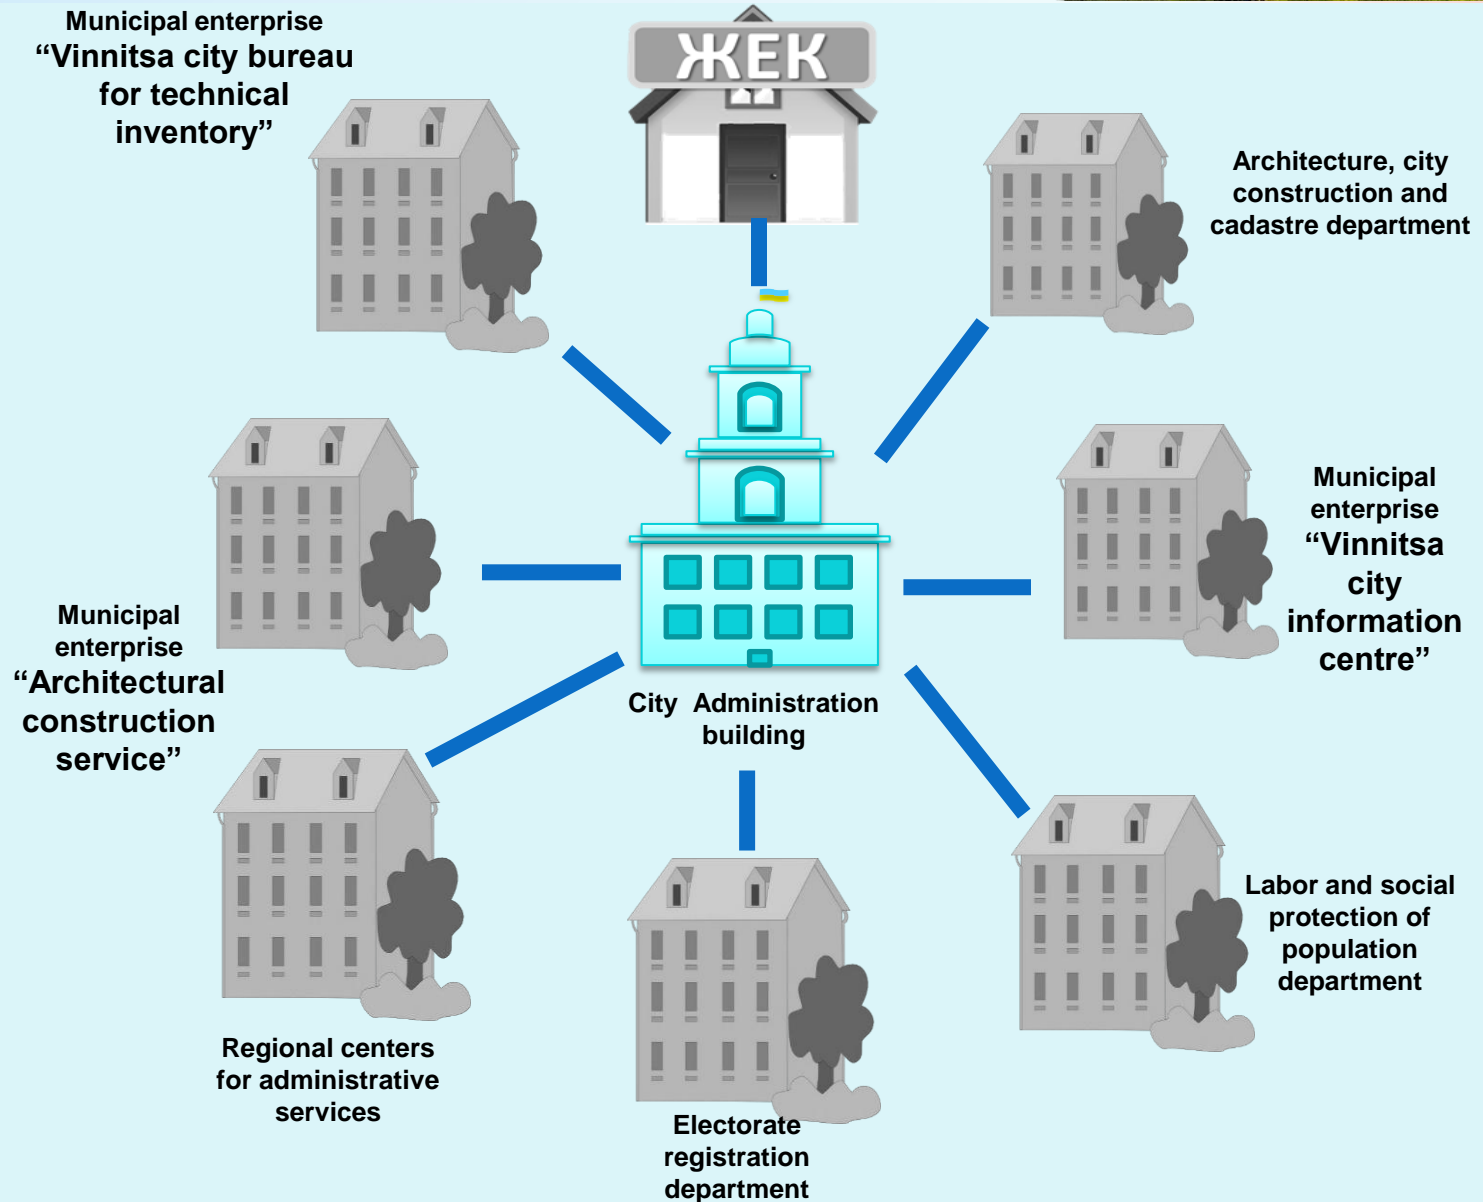 Municipal enterprise
“Vinnitsa city bureau
for technical
inventory”
ЖЕК
Architecture, city
construction and
cadastre department
Municipal
enterprise
“Vinnitsa
city
information
centre”
Municipal
enterprise
“Architectural
construction
service”
City Administration
building
Labor and social
protection of
population
department
Regional centers
for administrative
services
Electorate
registration
department